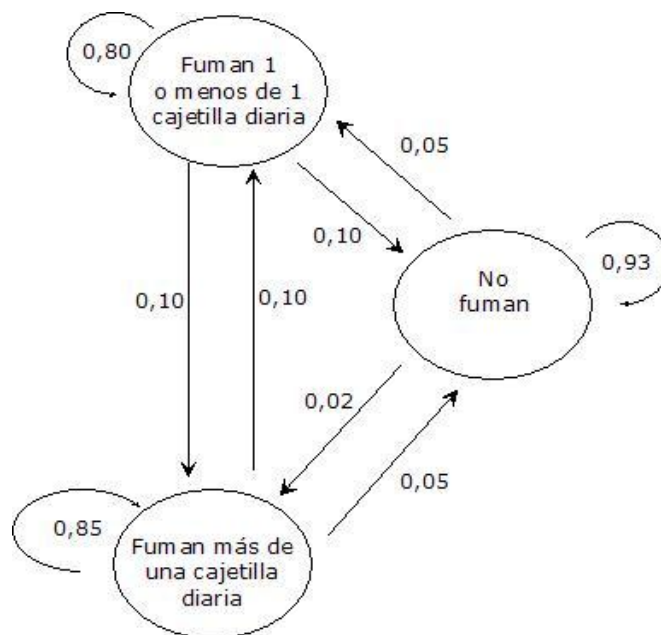 0,80
Fuman 1
o menos de 1
cajetilla diaria
0,05
0,10
No
fuman
0,93
0,10
0,10
0,02
0,05
0,85
Fuman más de
una cajetilla
diaria